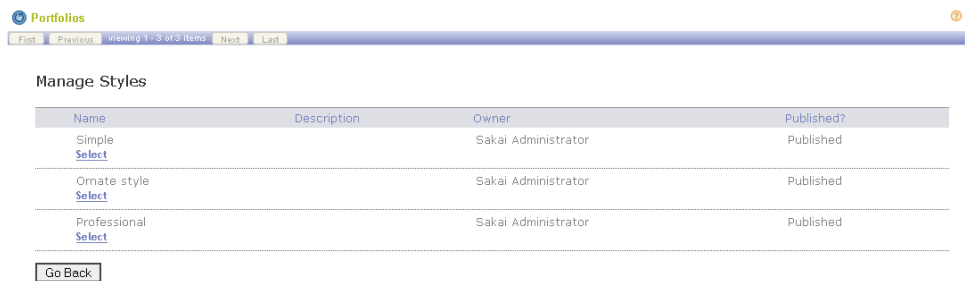 Portfolios
?
First Previous viewing 1 - 3 of 3 items Next Last
Manage Styles
Name Description Owner Published?
Simple Sakai Administrator Published
Select
Ornate style Sakai Administrator Published
Select
Professional Sakai Administrator Published
Select
Go Back